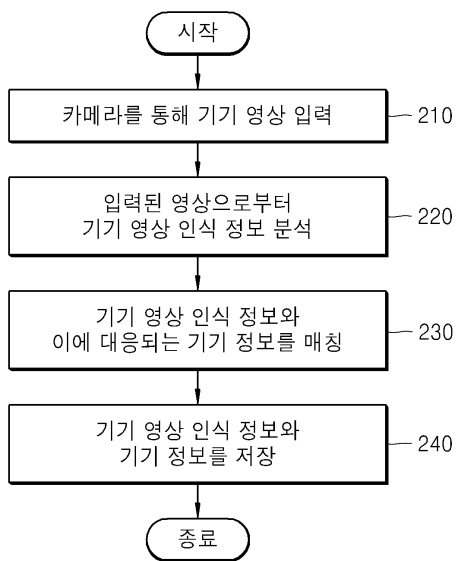 시작
카메라를 통해 기기 영상 입력
210
입력된 영상으로부터
기기 영상 인식 정보 분석
220
기기 영상 인식 정보와
이에 대응되는 기기 정보를 매칭
230
기기 영상 인식 정보와
기기 정보를 저장
240
종료